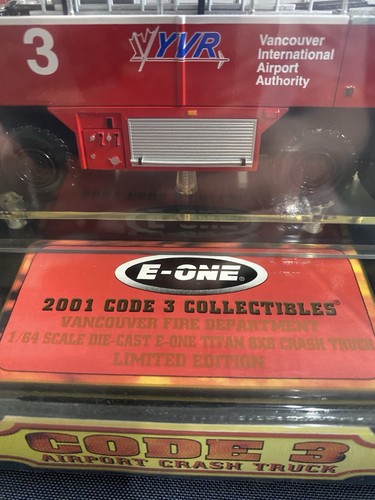 3
YVR
Vancouver
International
Airport
Authority
E-ONE®
2001 CODE 3 COLLECTIBLES®
VANCOUVER FIRE DEPARTMENT
1/64 SCALE DIE-CAST E-ONE TITAN 8X8 CRASH TRUCK
LIMITED EDITION
CODE 3
AIRPORT CRASH TRUCK